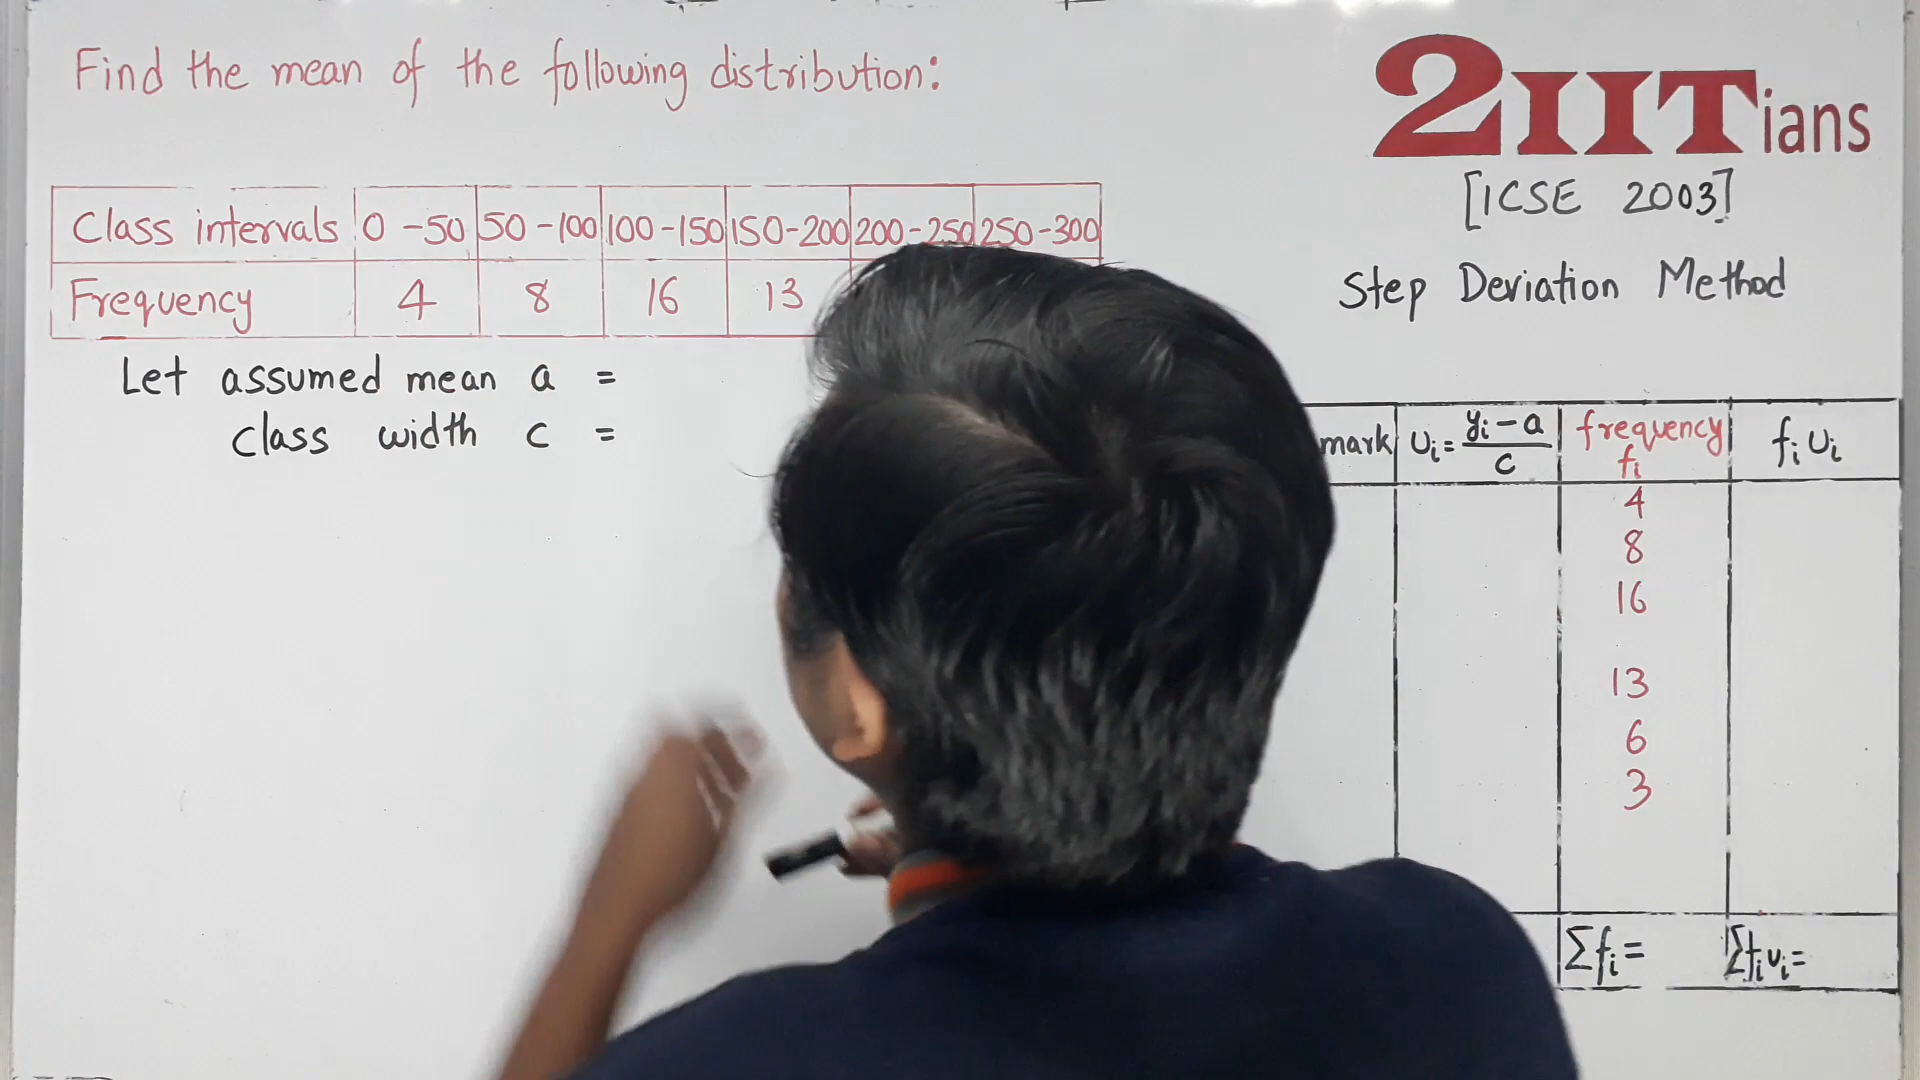 Find the mean of the following distribution:
2IITians
[ICSE 2003]
Step Deviation Method
Class intervals 0-50 50-100 100-150 150-200 200-250 250-300
Frequency 4 8 16 13
Let assumed mean a =
class width c =
mark Ui = yi-a / c frequency fi fiUi
4
8
16
13
6
3
Σfi= Σfiui=